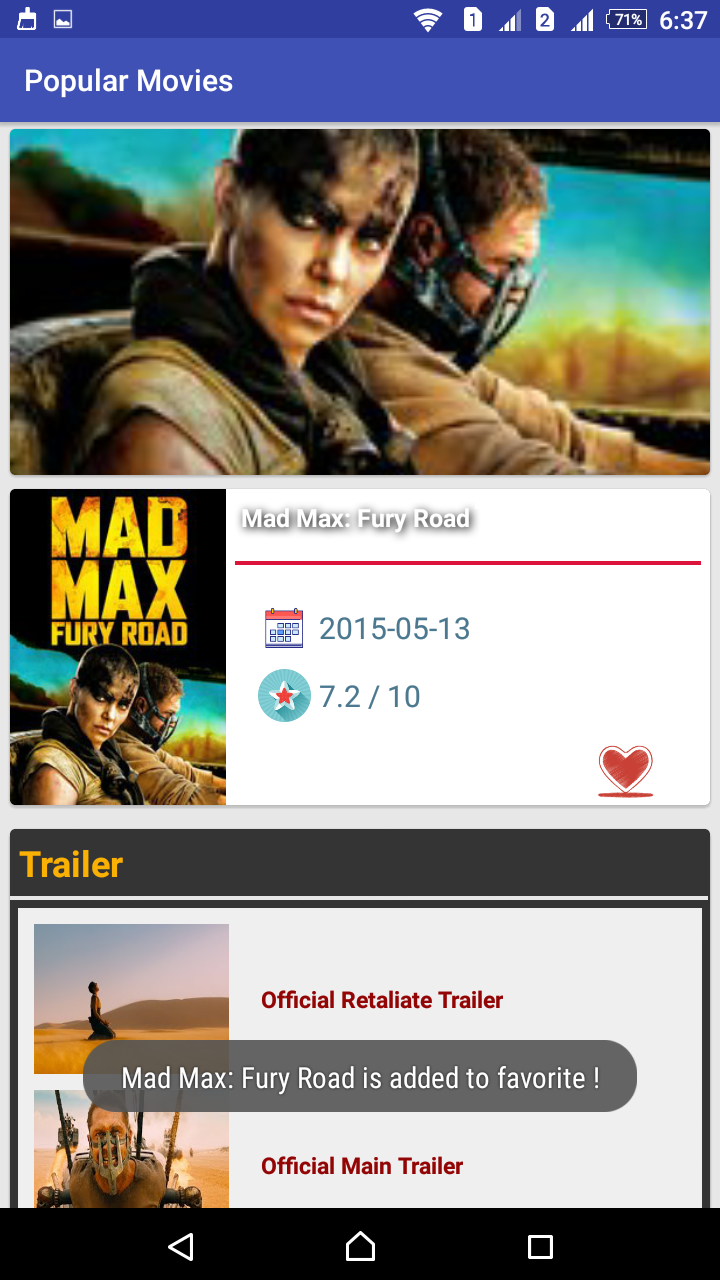 1
2
71%
6:37
Popular Movies
MAD
MAX
FURY ROAD
Mad Max: Fury Road
2015-05-13
7.2 / 10
Trailer
Official Retaliate Trailer
Mad Max: Fury Road is added to favorite !
Official Main Trailer